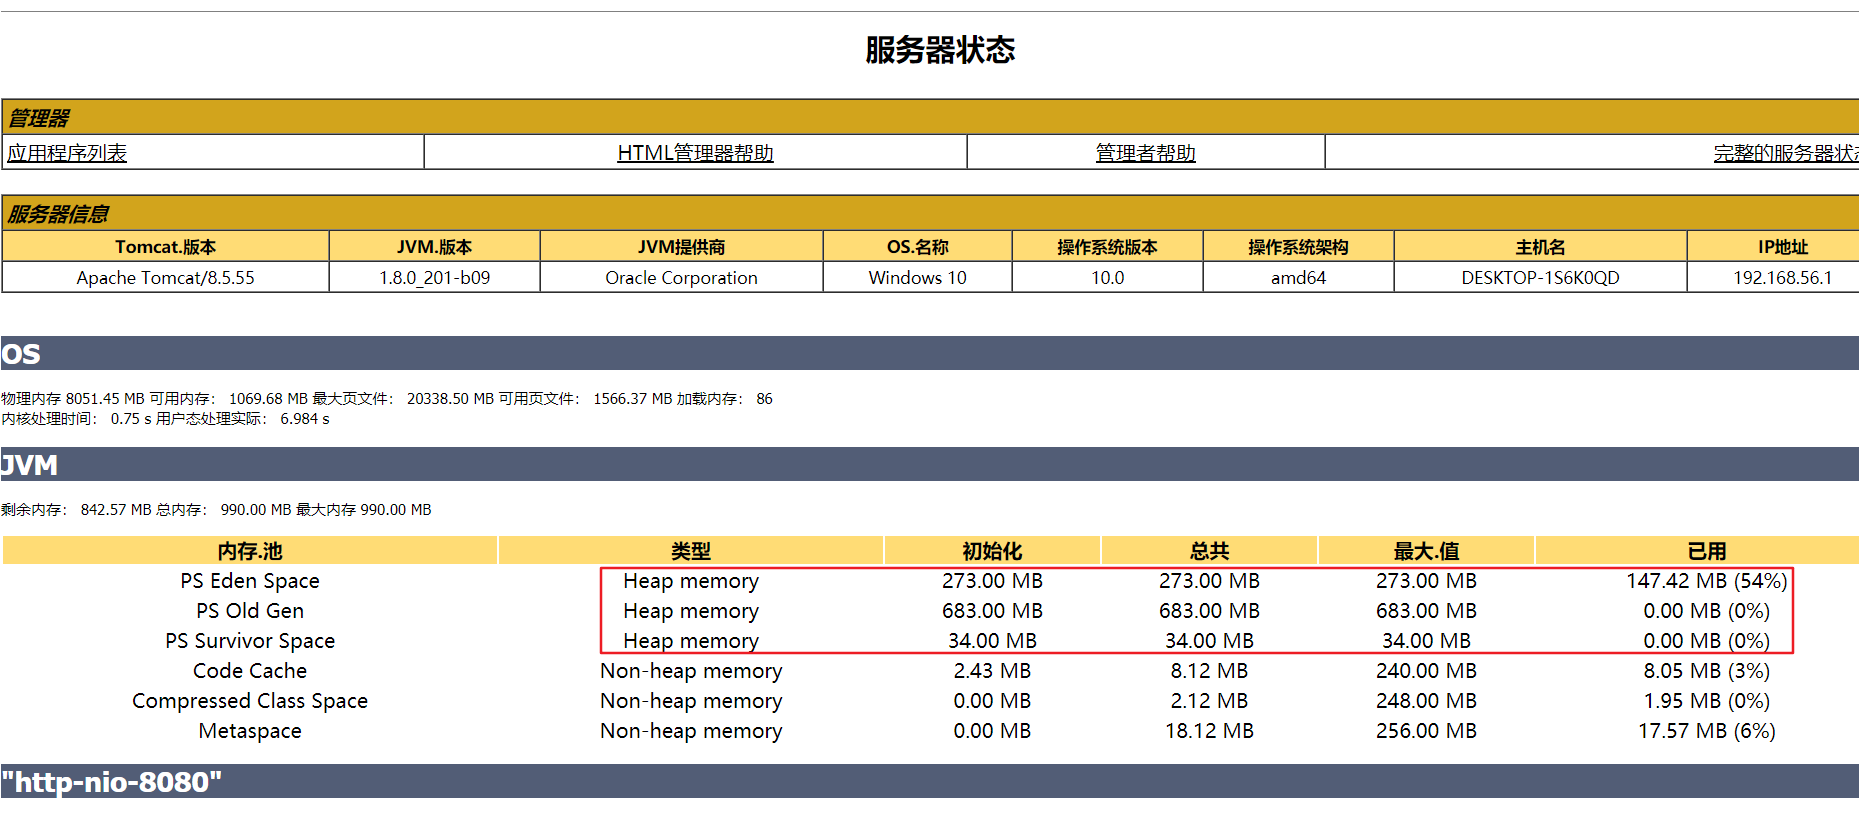 服务器状态
管理器
应用程序列表 HTML管理器帮助 管理者帮助 完整的服务器状
服务器信息
Tomcat.版本 JVM.版本 JVM提供商 OS.名称 操作系统版本 操作系统架构 主机名 IP地址
Apache Tomcat/8.5.55 1.8.0_201-b09 Oracle Corporation Windows 10 10.0 amd64 DESKTOP-1S6K0QD 192.168.56.1
OS
物理内存 8051.45 MB 可用内存： 1069.68 MB 最大页文件： 20338.50 MB 可用页文件： 1566.37 MB 加载内存： 86
内核处理时间： 0.75 s 用户态处理实际： 6.984 s
JVM
剩余内存： 842.57 MB 总内存： 990.00 MB 最大内存 990.00 MB
内存.池 类型 初始化 总共 最大.值 已用
PS Eden Space Heap memory 273.00 MB 273.00 MB 273.00 MB 147.42 MB (54%)
PS Old Gen Heap memory 683.00 MB 683.00 MB 683.00 MB 0.00 MB (0%)
PS Survivor Space Heap memory 34.00 MB 34.00 MB 34.00 MB 0.00 MB (0%)
Code Cache Non-heap memory 2.43 MB 8.12 MB 240.00 MB 8.05 MB (3%)
Compressed Class Space Non-heap memory 0.00 MB 2.12 MB 248.00 MB 1.95 MB (0%)
Metaspace Non-heap memory 0.00 MB 18.12 MB 256.00 MB 17.57 MB (6%)
"http-nio-8080"